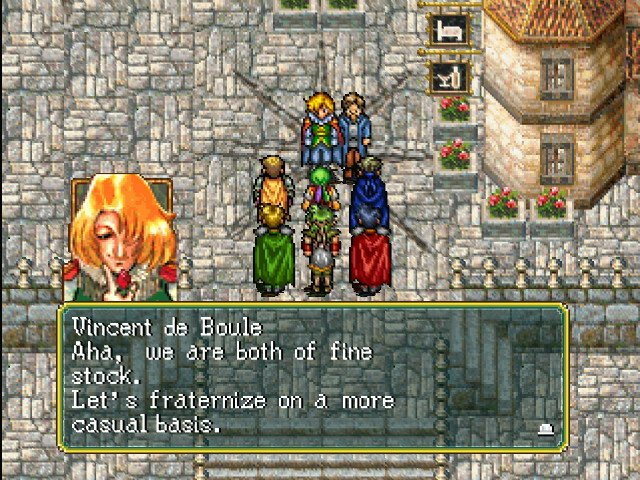 Vincent de Boule
Aha, we are both of fine
stock.
Let's fraternize on a more
casual basis.